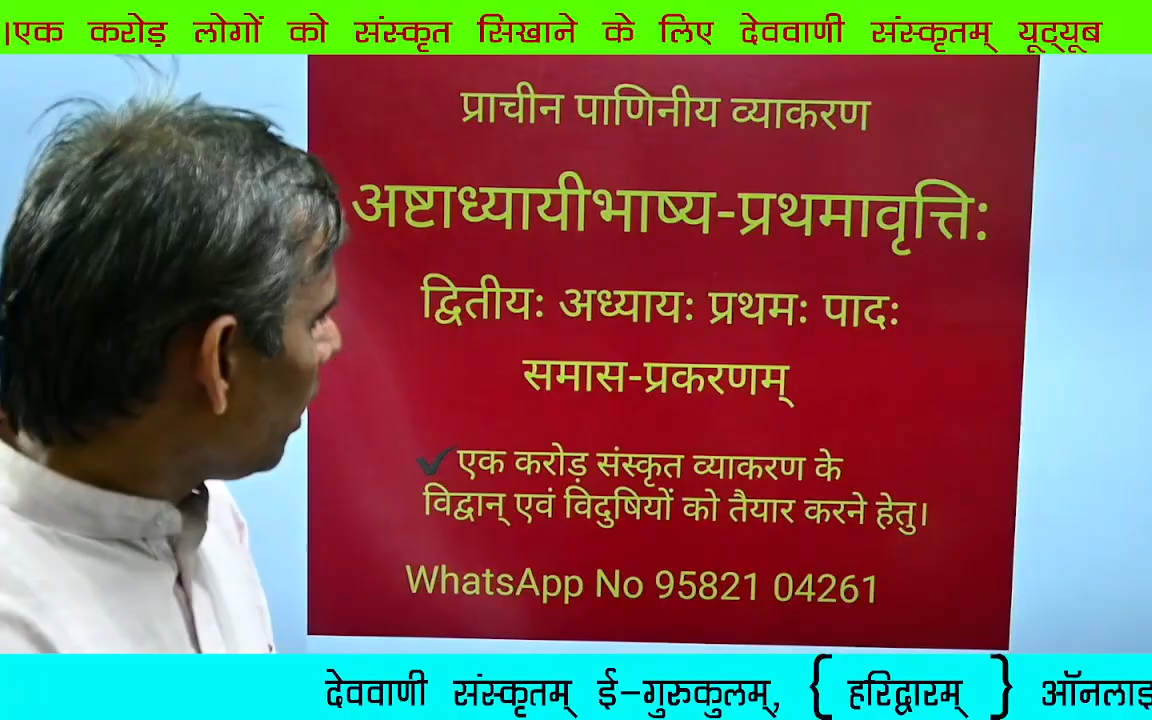 ।एक करोड़ लोगों को संस्कृत सिखाने के लिए देववाणी संस्कृतम् यूट्यूब
प्राचीन पाणिनीय व्याकरण
अष्टाध्यायीभाष्य-प्रथमावृत्तिः
द्वितीयः अध्यायः प्रथमः पादः
समास-प्रकरणम्
✔एक करोड़ संस्कृत व्याकरण के
विद्वान् एवं विदुषियों को तैयार करने हेतु।
WhatsApp No 95821 04261
देववाणी संस्कृतम् ई-गुरुकुलम्, { हरिद्वारम् }